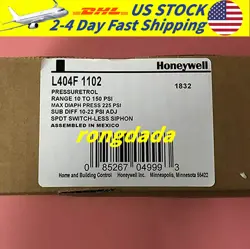 DHL
US STOCK
2-4 Day Fast Shipping
Honeywell
L404F 1102
1832
PRESSURETROL
RANGE 10 TO 150 PSI
MAX DIAPH PRESS 225 PSI
SUB DIFF 10-22 PSI ADJ
SPDT SWITCH-LESS SIPHON
ASSEMBLED IN MEXICO
rongdada
0 85267 04999 3
Home and Building Control Honeywell Inc. Minneapolis, Minnesota 56422